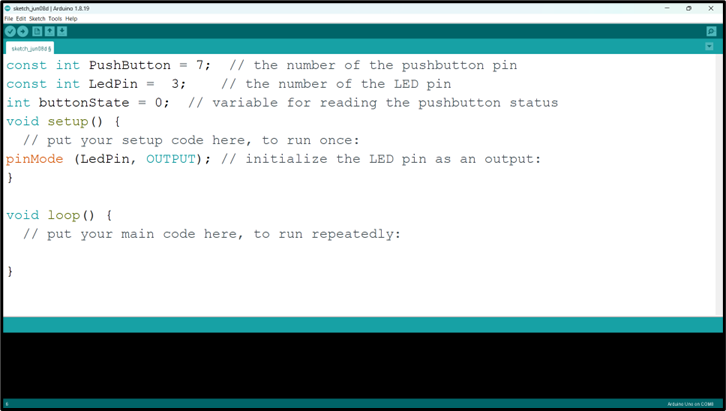 sketch_jun08d | Arduino 1.8.19
File Edit Sketch Tools Help
sketch_jun08d §
const int PushButton = 7;  // the number of the pushbutton pin
const int LedPin =  3;    // the number of the LED pin
int buttonState = 0;  // variable for reading the pushbutton status
void setup() {
  // put your setup code here, to run once:
pinMode (LedPin, OUTPUT); // initialize the LED pin as an output:
}
void loop() {
  // put your main code here, to run repeatedly:
}
6
Arduino Uno on